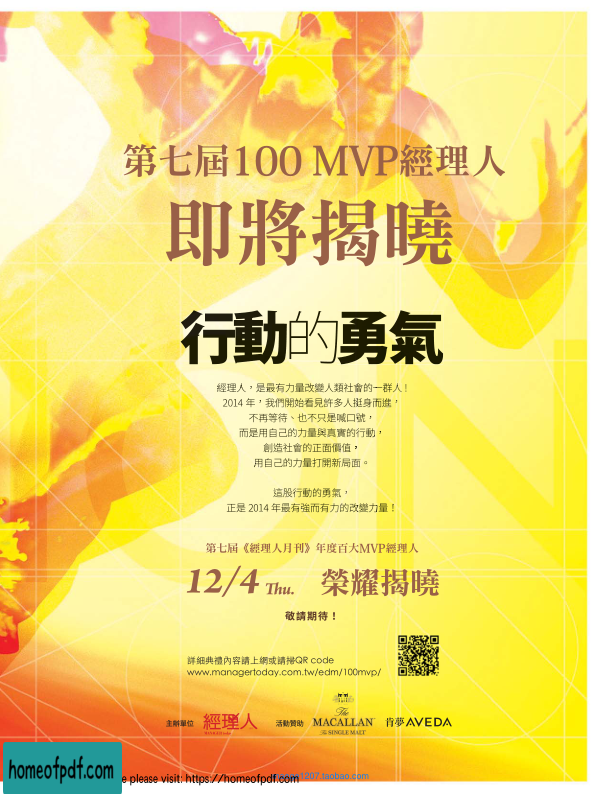 第七屆100 MVP經理人
即將揭曉
行動的勇氣
經理人，是最有力量改變人類社會的一群人！
2014 年，我們開始看見許多人挺身而進，
不再等待、也不只是喊口號，
而是用自己的力量與真實的行動，
創造社會的正面價值，
用自己的力量打開新局面。
這股行動的勇氣，
正是 2014 年最有強而有力的改變力量！
第七屆《經理人月刊》年度百大MVP經理人
12/4 Thu. 榮耀揭曉
敬請期待！
詳細典禮內容請上網或請掃QR code
www.managertoday.com.tw/edm/100mvp/
主辦單位 經理人 活動贊助 The MACALLAN SINGLE MALT 肯夢 AVEDA
homeofpdf.com
please visit: https://homeofpdf.com
1207.taobao.com